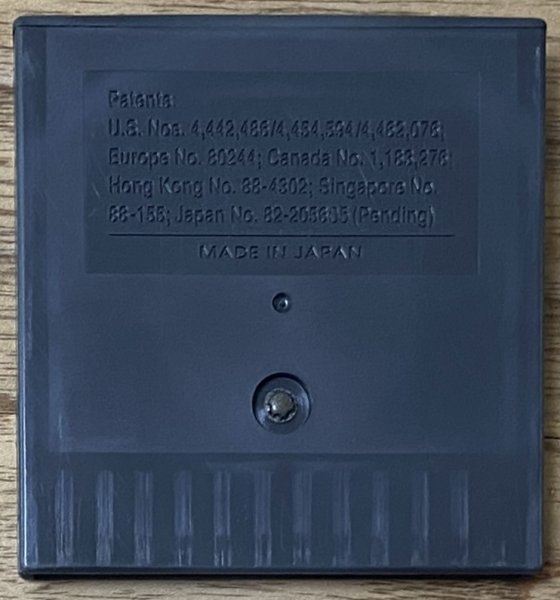 Patents:
U.S. Nos. 4,442,486/4,454,594/4,462,076;
Europe No. 80244; Canada No. 1,183,276;
Hong Kong No. 88-4302; Singapore No.
88-155; Japan No. 82-205605 (Pending)
MADE IN JAPAN